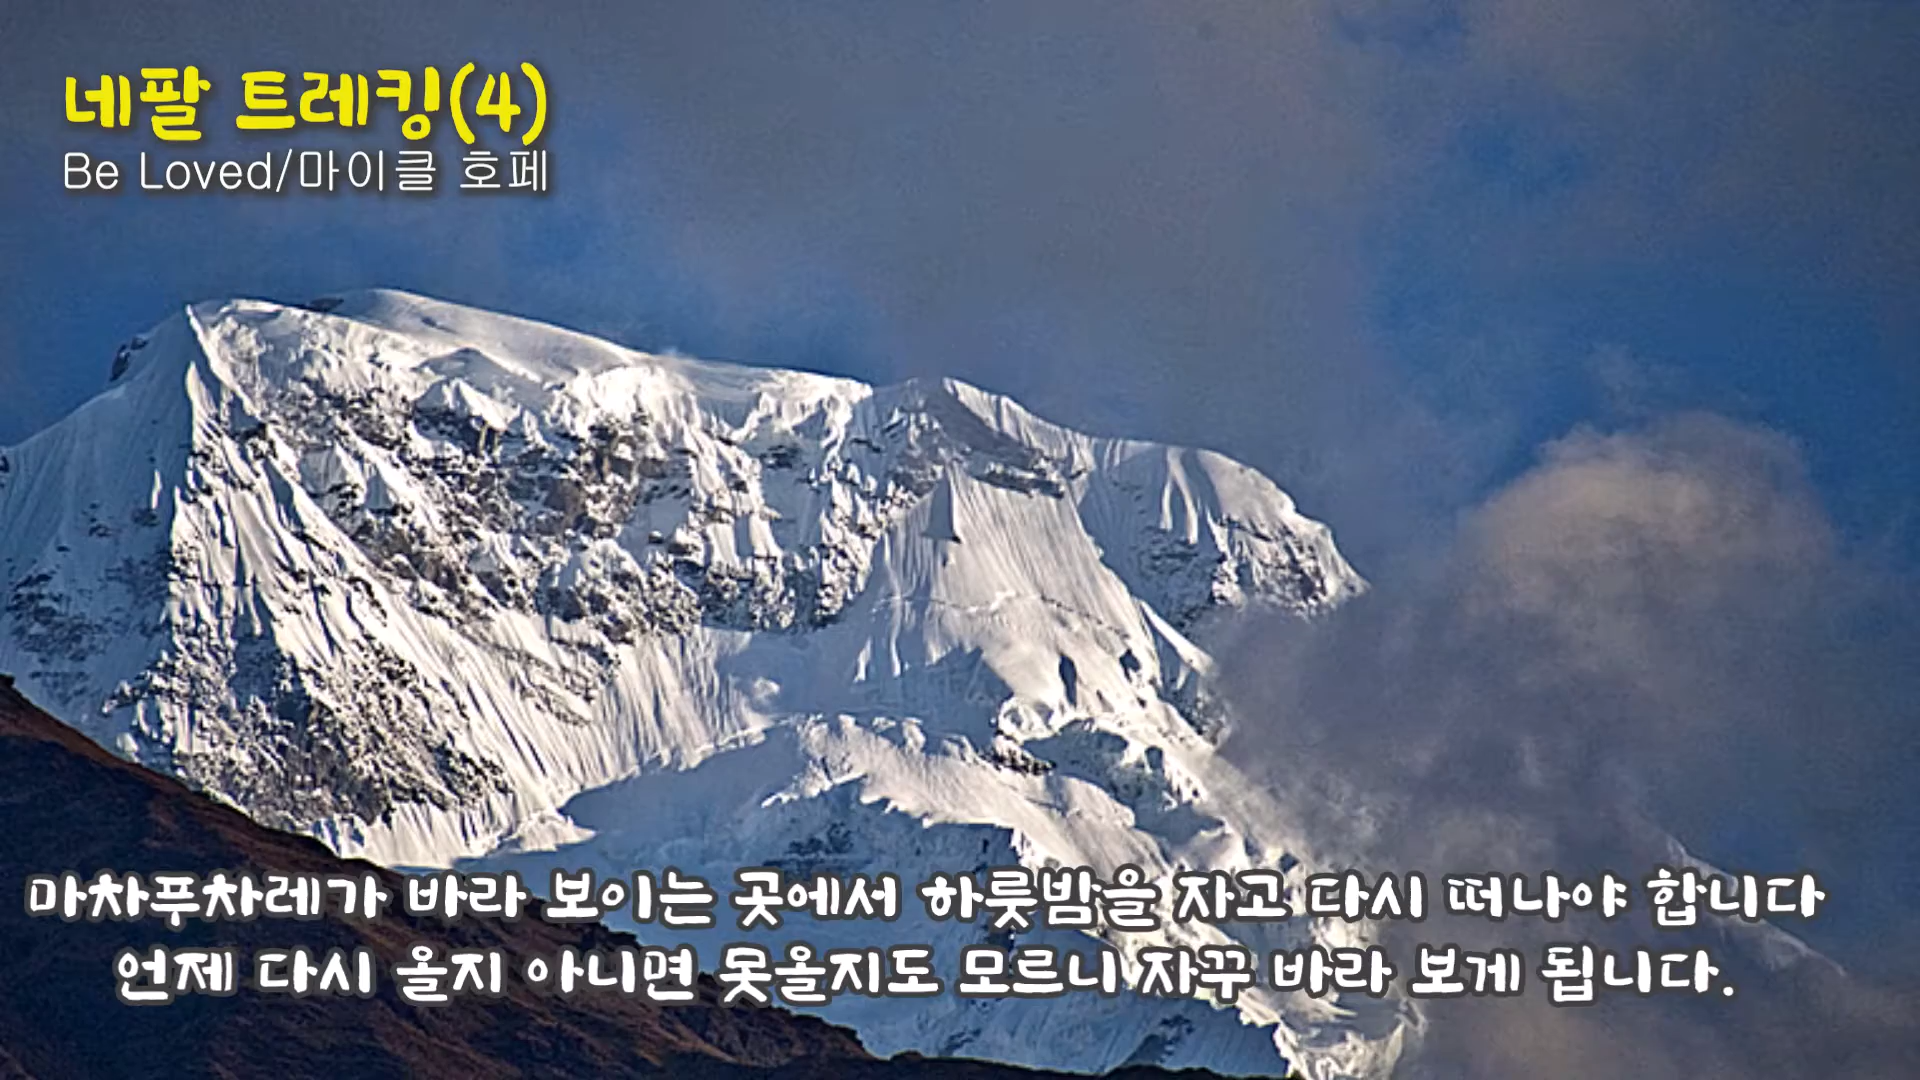 네팔 트레킹(4)
Be Loved/마이클 호페
마차푸차레가 바라 보이는 곳에서 하룻밤을 자고 다시 떠나야 합니다
언제 다시 올지 아니면 못올지도 모르니 자꾸 바라 보게 됩니다.